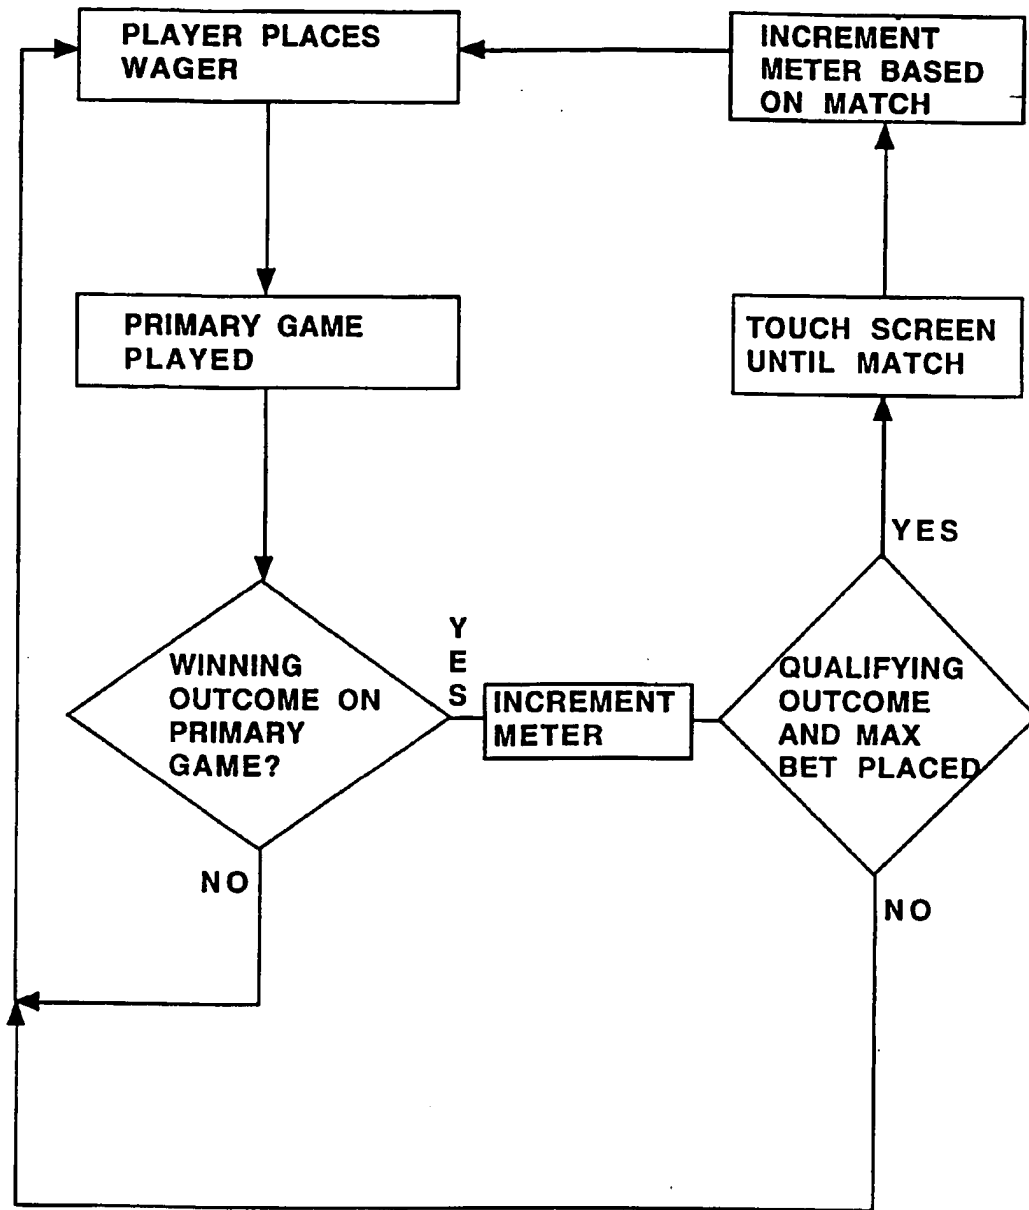 PLAYER PLACES
WAGER
INCREMENT
METER BASED
ON MATCH
PRIMARY GAME
PLAYED
TOUCH SCREEN
UNTIL MATCH
YES
WINNING
OUTCOME ON
PRIMARY
GAME?
YES
INCREMENT
METER
QUALIFYING
OUTCOME
AND MAX
BET PLACED
NO
NO